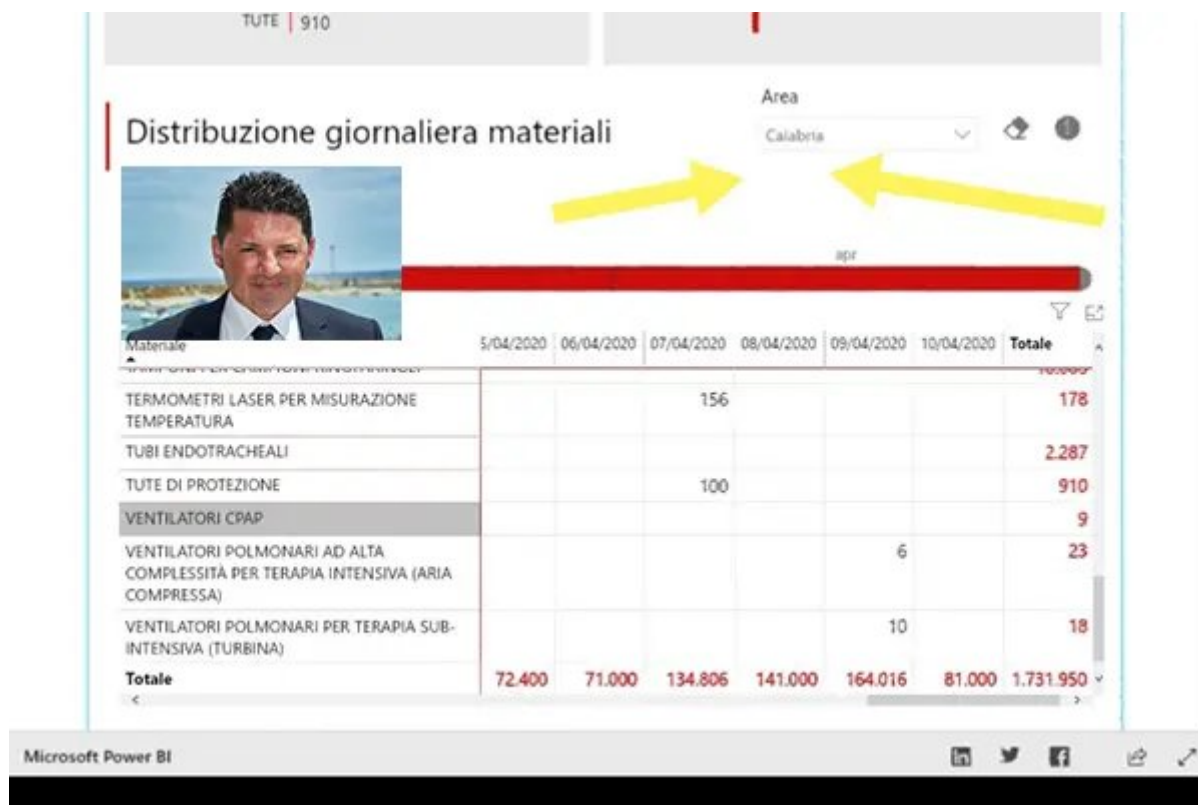 TUTE 910
Area
Distribuzione giornaliera materiali
Calabria
apr
Materiale 5/04/2020 06/04/2020 07/04/2020 08/04/2020 09/04/2020 10/04/2020 Totale
TERMOMETRI LASER PER MISURAZIONE 156 178
TEMPERATURA
TUBI ENDOTRACHEALI 2.287
TUTE DI PROTEZIONE 100 910
VENTILATORI CPAP 9
VENTILATORI POLMONARI AD ALTA 6 23
COMPLESSITÀ PER TERAPIA INTENSIVA (ARIA
COMPRESSA)
VENTILATORI POLMONARI PER TERAPIA SUB- 10 18
INTENSIVA (TURBINA)
Totale 72.400 71.000 134.806 141.000 164.016 81.000 1.731.950
Microsoft Power BI